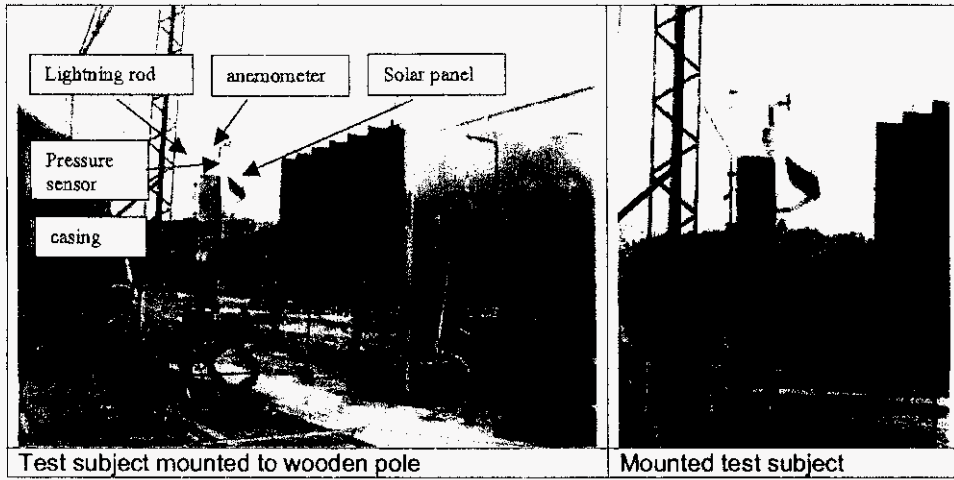 Lightning rod
anemometer
Solar panel
Pressure
sensor
casing
Test subject mounted to wooden pole
Mounted test subject